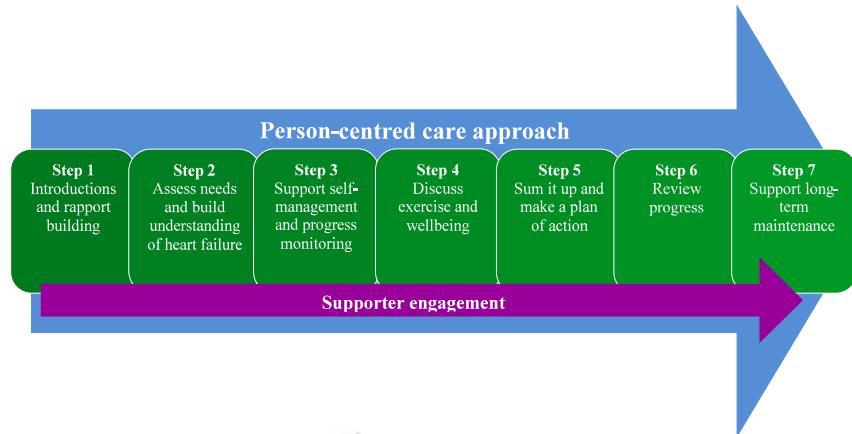 Person-centred care approach
Step 1
Introductions
and rapport
building
Step 2
Assess needs
and build
understanding
of heart failure
Step 3
Support self-
management
and progress
monitoring
Step 4
Discuss
exercise and
wellbeing
Step 5
Sum it up and
make a plan
of action
Step 6
Review
progress
Step 7
Support long-
term
maintenance
Supporter engagement